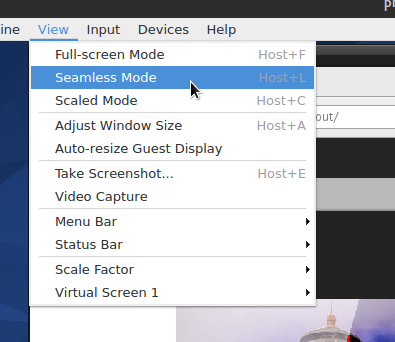 ine View Input Devices Help
Full-screen Mode Host+F
Seamless Mode Host+L
Scaled Mode Host+C
out/
Adjust Window Size Host+A
Auto-resize Guest Display
Take Screenshot... Host+E
Video Capture
Menu Bar
Status Bar
Scale Factor
Virtual Screen 1